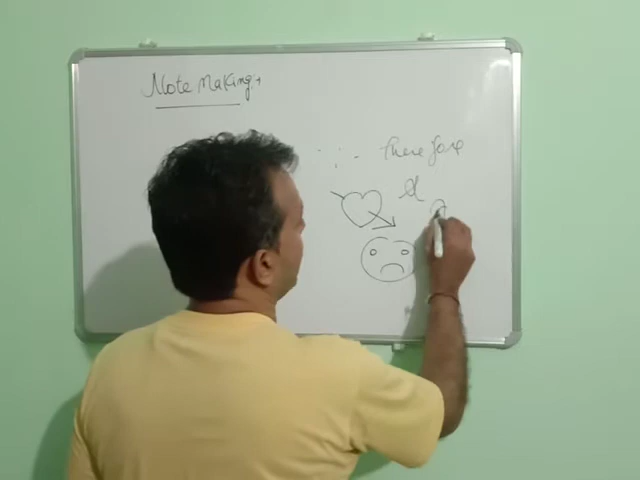 Note Making:+
∴ - therefore